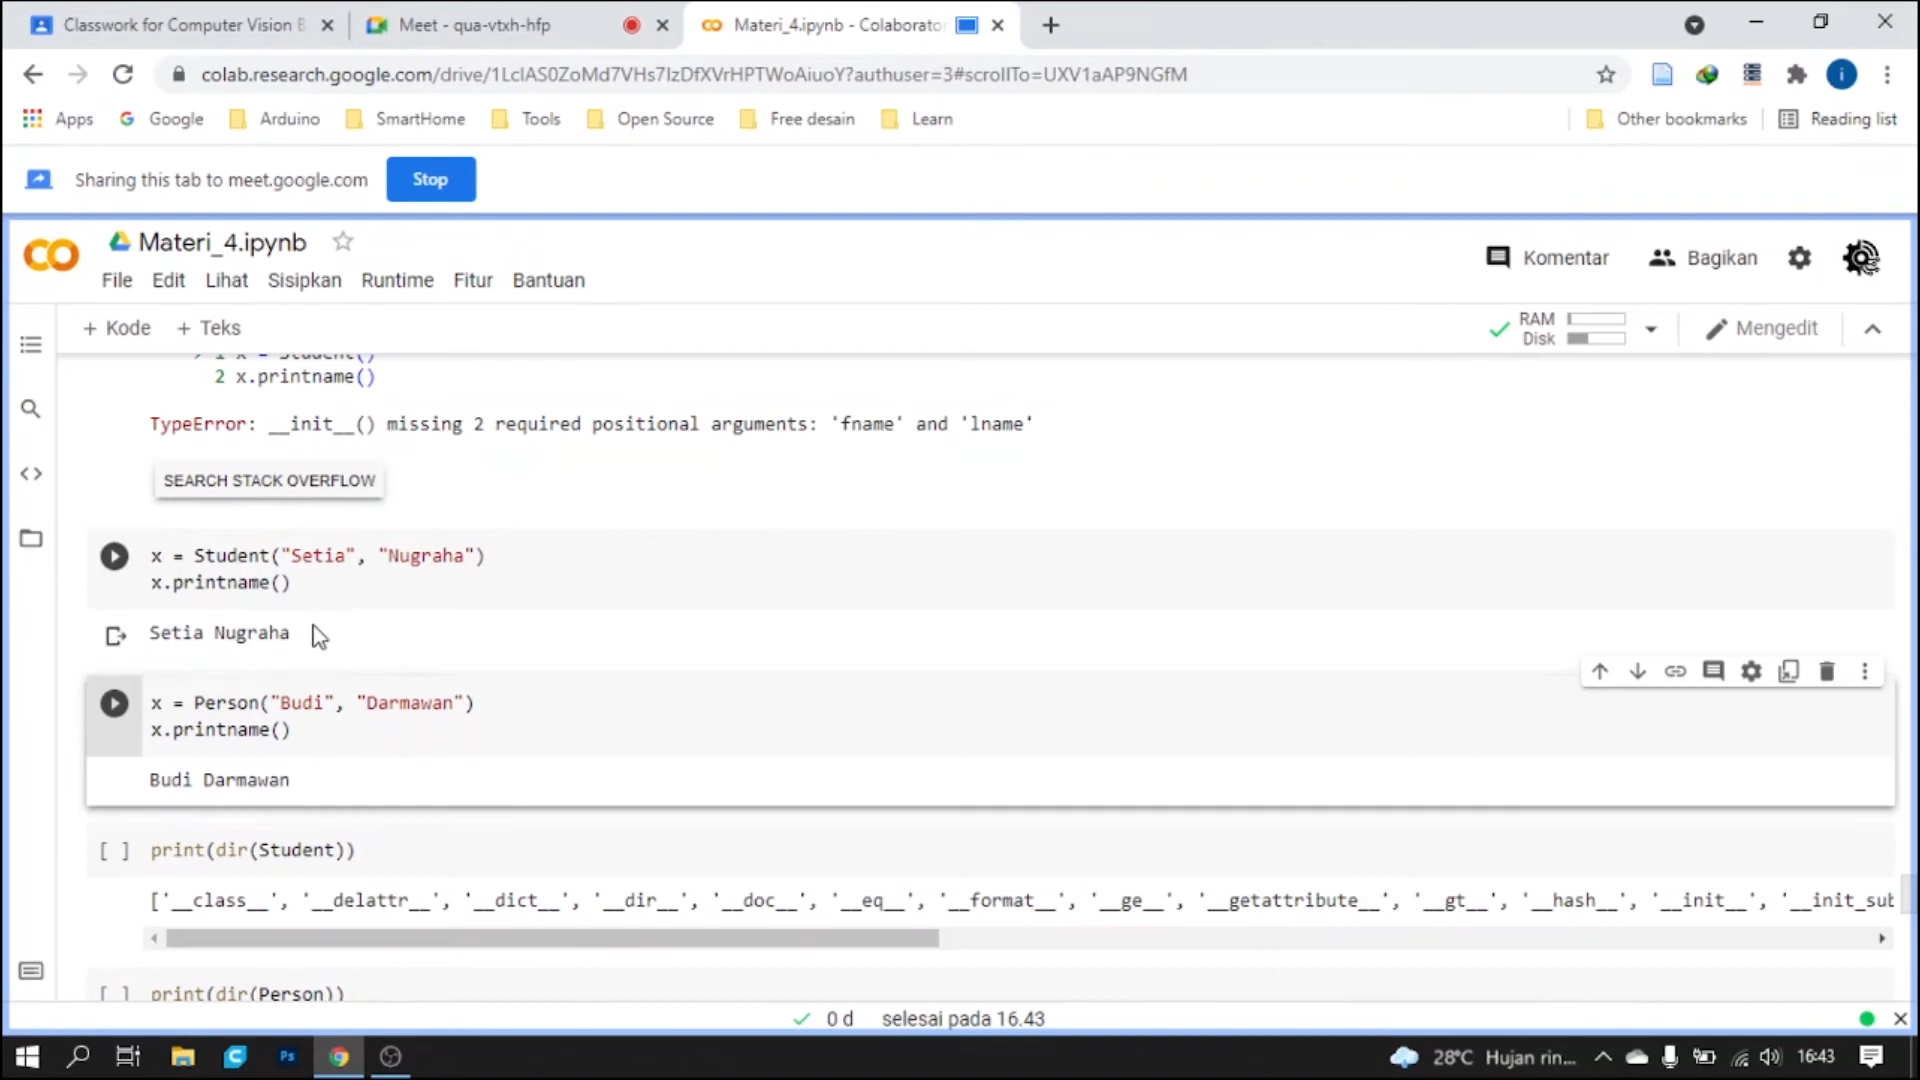 Classwork for Computer Vision B
Meet - qua-vtxh-hfp
Materi_4.ipynb - Colaborator
colab.research.google.com/drive/1LclAS0ZoMd7VHs7IzDfXVrHPTWoAiuoY?authuser=3#scrollTo=UXV1aAP9NGfM
i
Apps
Google
Arduino
SmartHome
Tools
Open Source
Free desain
Learn
Other bookmarks
Reading list
Sharing this tab to meet.google.com
Stop
Materi_4.ipynb
Komentar
Bagikan
File Edit Lihat Sisipkan Runtime Fitur Bantuan
+ Kode + Teks
RAM
Disk
Mengedit
1 x = Student()
2 x.printname()
TypeError: __init__() missing 2 required positional arguments: 'fname' and 'lname'
SEARCH STACK OVERFLOW
x = Student("Setia", "Nugraha")
x.printname()
Setia Nugraha
x = Person("Budi", "Darmawan")
x.printname()
Budi Darmawan
[ ] print(dir(Student))
['__class__', '__delattr__', '__dict__', '__dir__', '__doc__', '__eq__', '__format__', '__ge__', '__getattribute__', '__gt__', '__hash__', '__init__', '__init_sub
[ ] print(dir(Person))
0 d selesai pada 16.43
Ps
28°C Hujan rin...
16:43